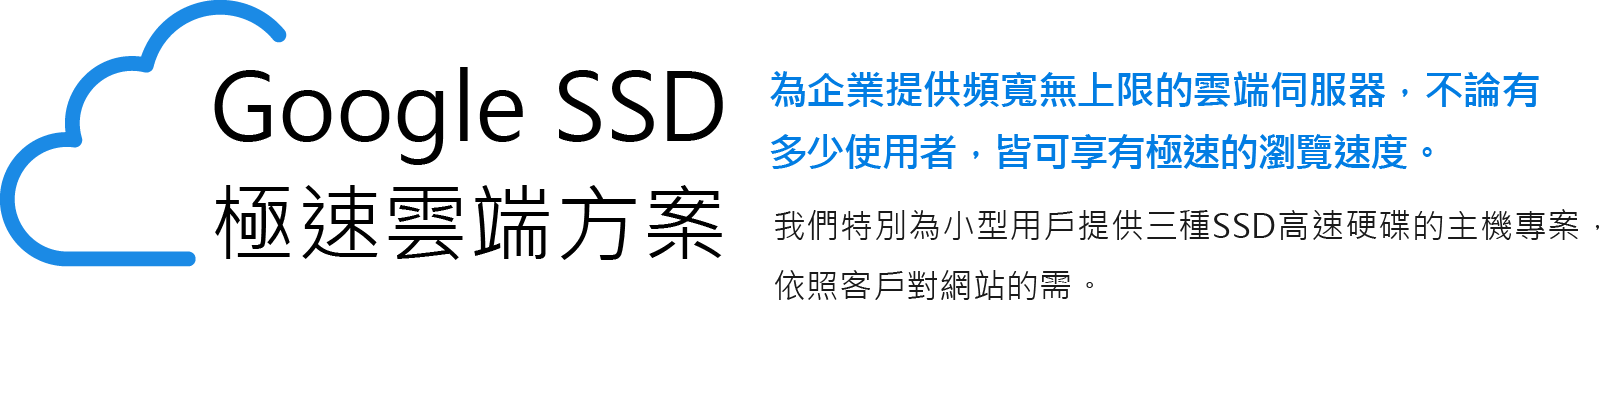 Google SSD
極速雲端方案
為企業提供頻寬無上限的雲端伺服器，不論有
多少使用者，皆可享有極速的瀏覽速度。
我們特別為小型用戶提供三種SSD高速硬碟的主機專案，
依照客戶對網站的需。